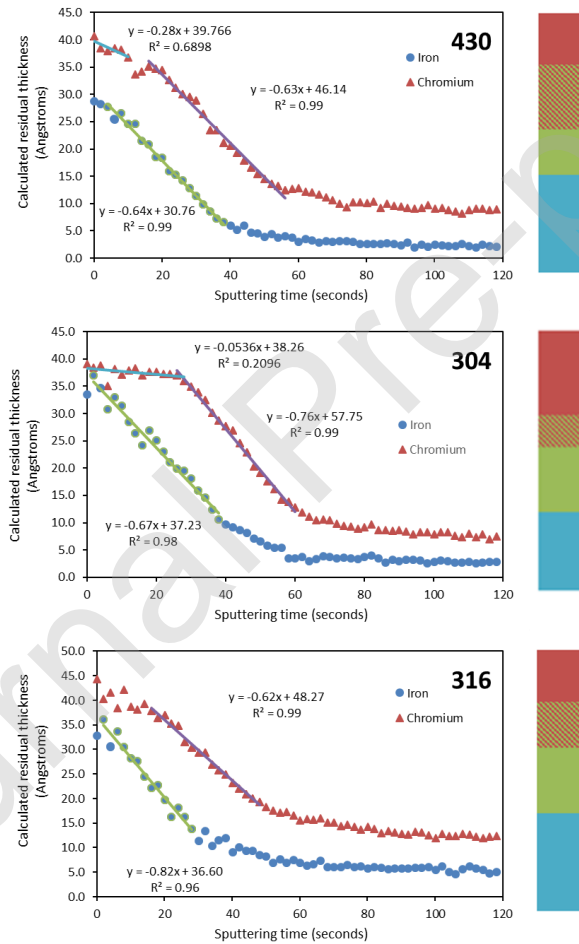 45.0
40.0
35.0
30.0
25.0
20.0
15.0
10.0
5.0
0.0
Calculated residual thickness
(Angstroms)
y = -0.28x + 39.766
R² = 0.6898
430
Iron
Chromium
y = -0.63x + 46.14
R² = 0.99
y = -0.64x + 30.76
R² = 0.99
0 20 40 60 80 100 120
Sputtering time (seconds)
45.0
40.0
35.0
30.0
25.0
20.0
15.0
10.0
5.0
0.0
Calculated residual thickness
(Angstroms)
y = -0.0536x + 38.26
R² = 0.2096
304
y = -0.76x + 57.75
R² = 0.99
Iron
Chromium
y = -0.67x + 37.23
R² = 0.98
0 20 40 60 80 100 120
Sputtering time (seconds)
50.0
45.0
40.0
35.0
30.0
25.0
20.0
15.0
10.0
5.0
0.0
Calculated residual thickness
(Angstroms)
316
y = -0.62x + 48.27
R² = 0.99
Iron
Chromium
y = -0.82x + 36.60
R² = 0.96
0 20 40 60 80 100 120
Sputtering time (seconds)